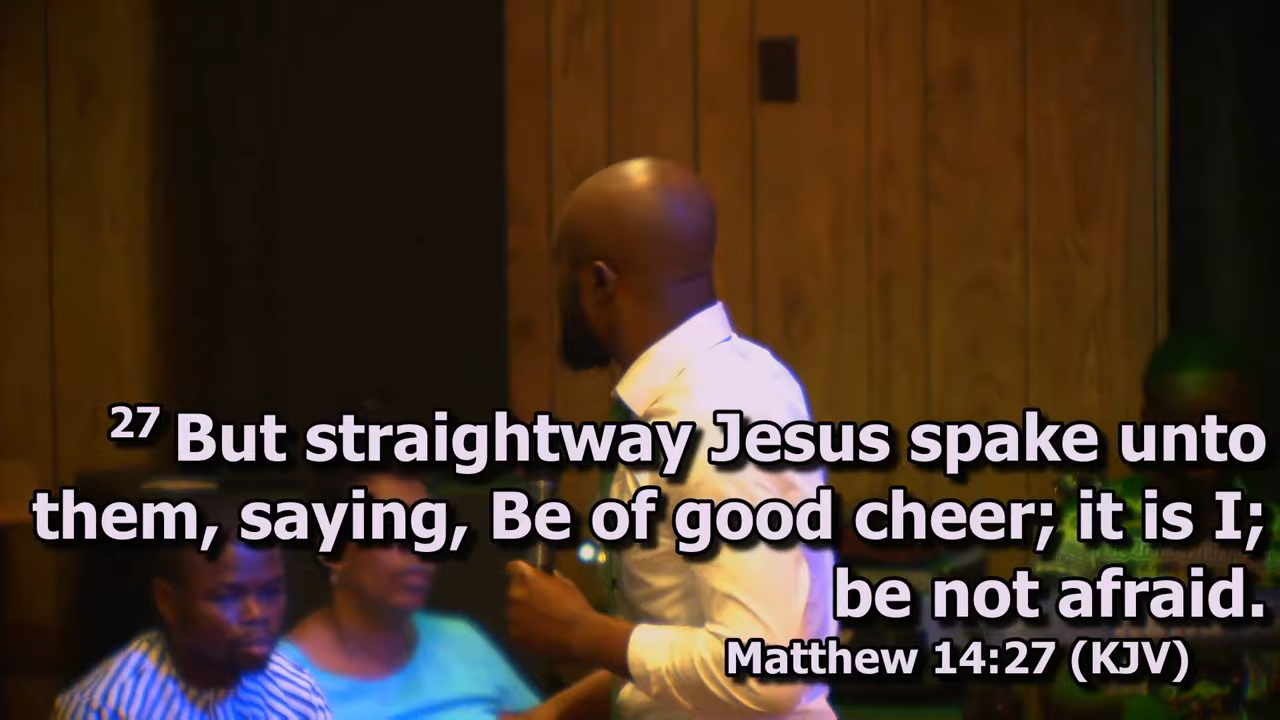 27 But straightway Jesus spake unto
them, saying, Be of good cheer; it is I;
be not afraid.
Matthew 14:27 (KJV)